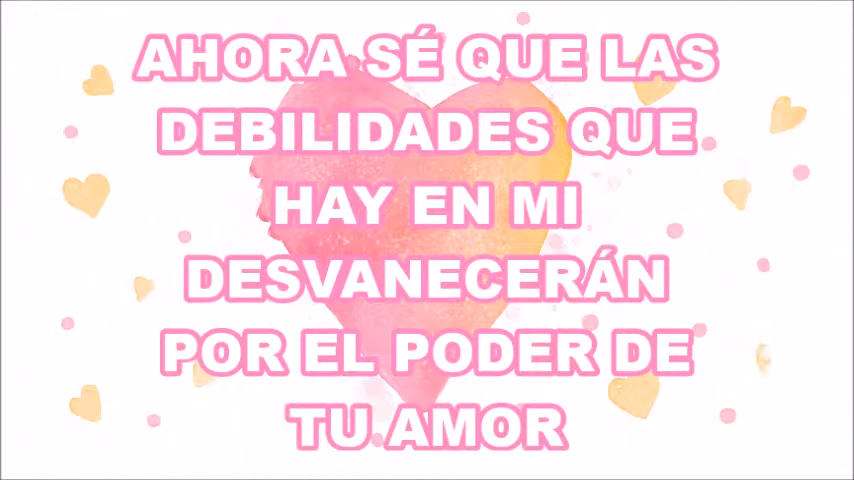 AHORA SÉ QUE LAS
DEBILIDADES QUE
HAY EN MI
DESVANECERÁN
POR EL PODER DE
TU AMOR